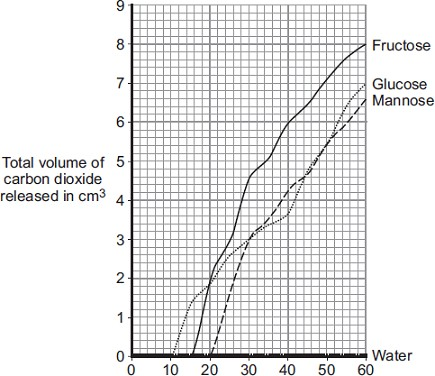 9
8
7
6
5
4
3
2
1
0
Total volume of
carbon dioxide
released in cm3
Fructose
Glucose
Mannose
Water
0 10 20 30 40 50 60